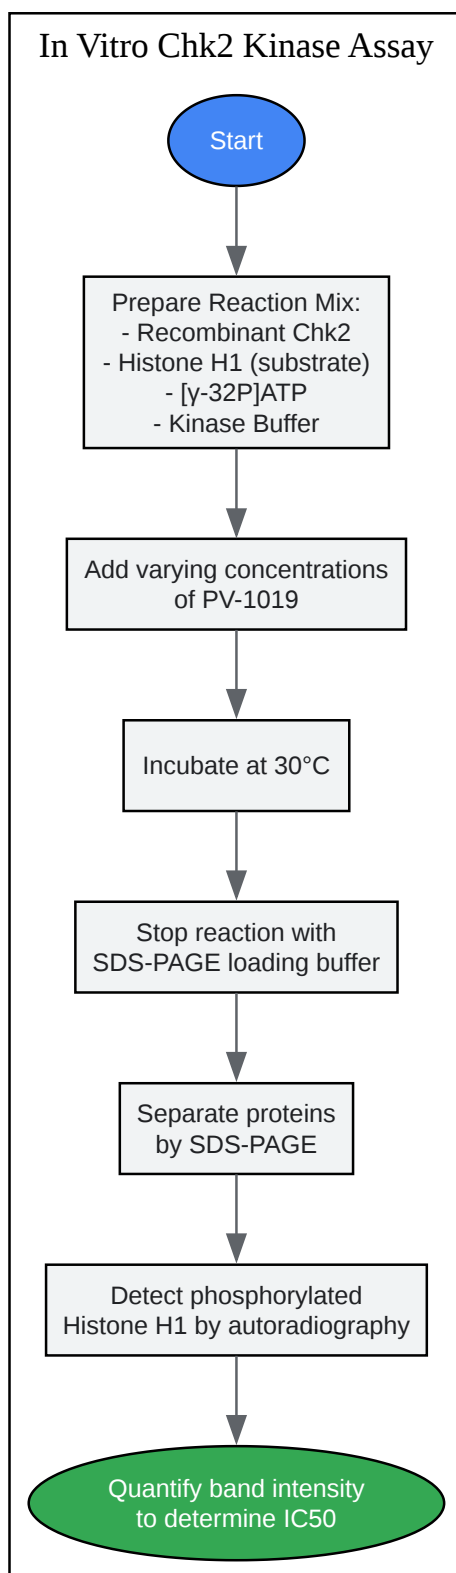 In Vitro Chk2 Kinase Assay
Start
Prepare Reaction Mix:
- Recombinant Chk2
- Histone H1 (substrate)
- [γ-32P]ATP
- Kinase Buffer
Add varying concentrations
of PV-1019
Incubate at 30°C
Stop reaction with
SDS-PAGE loading buffer
Separate proteins
by SDS-PAGE
Detect phosphorylated
Histone H1 by autoradiography
Quantify band intensity
to determine IC50